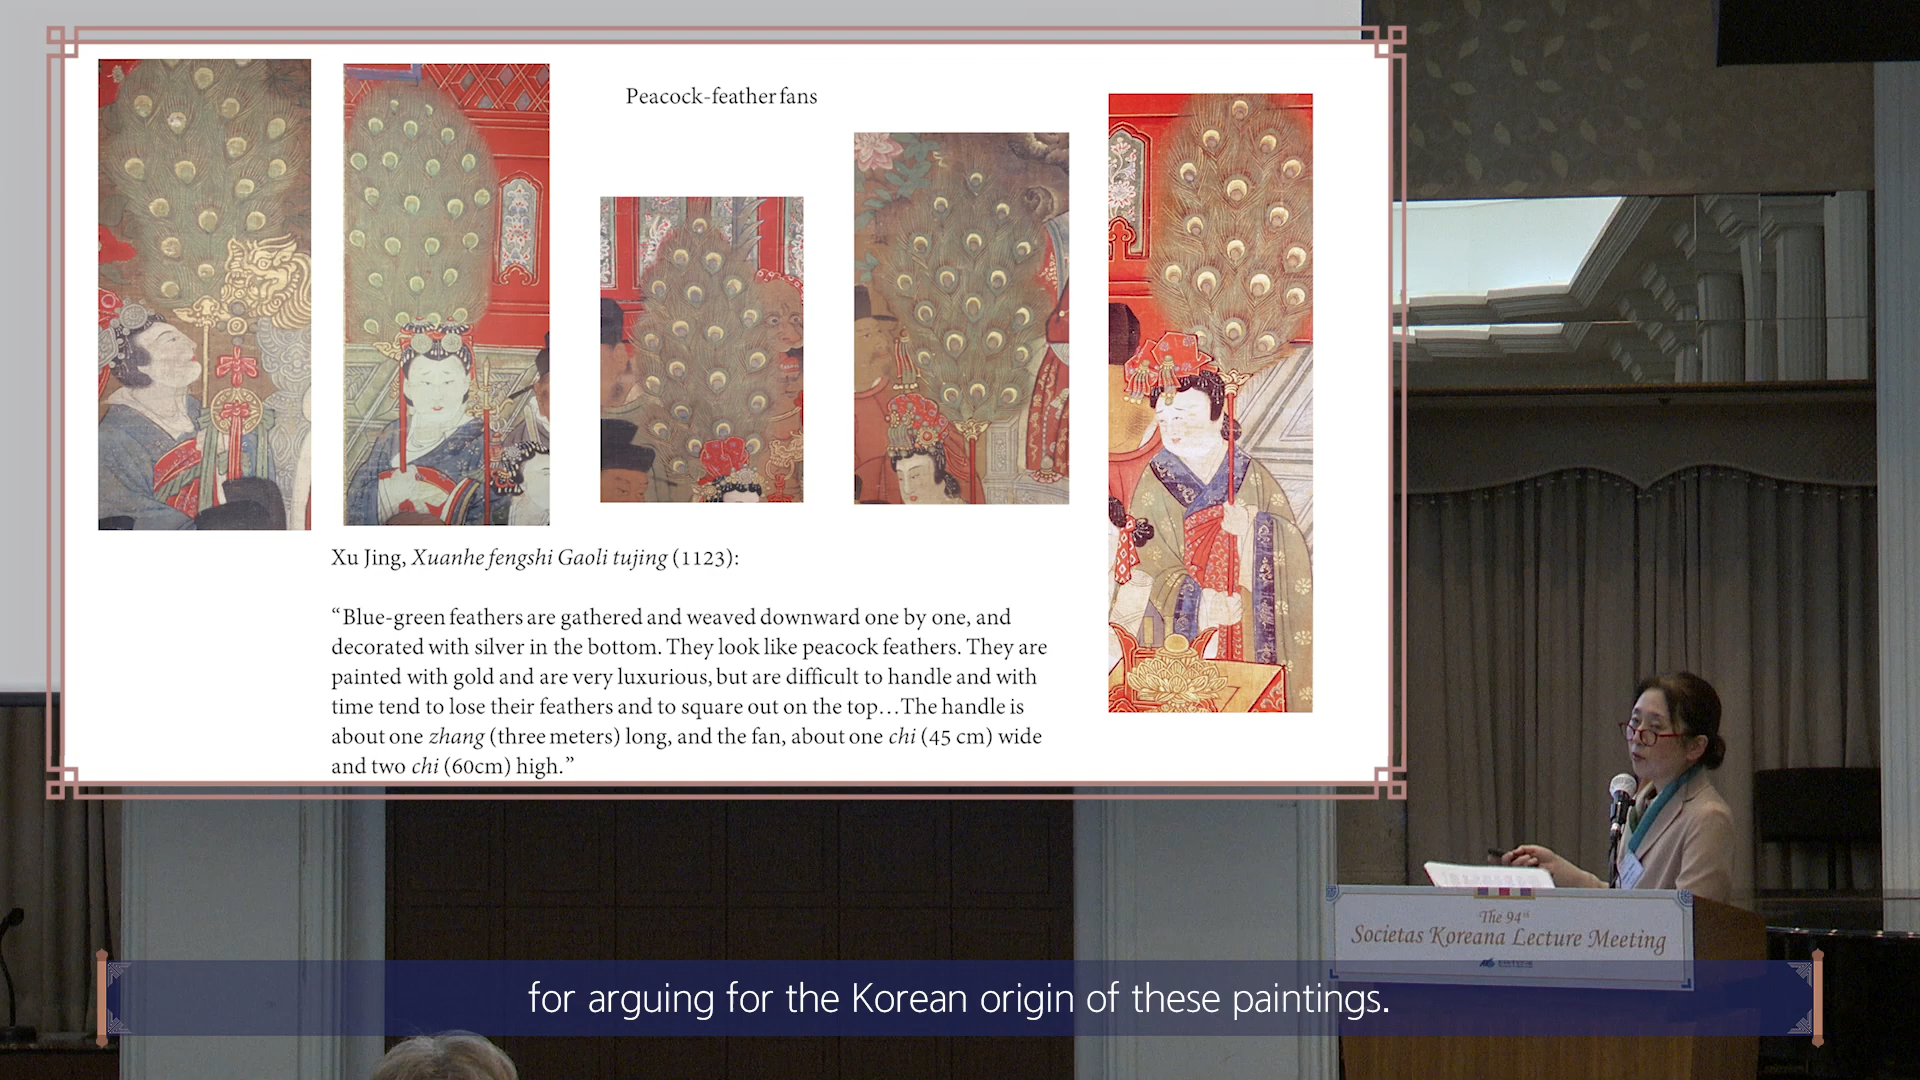 Peacock-feather fans
Xu Jing, Xuanhe fengshi Gaoli tujing (1123):
“Blue-green feathers are gathered and weaved downward one by one, and
decorated with silver in the bottom. They look like peacock feathers. They are
painted with gold and are very luxurious, but are difficult to handle and with
time tend to lose their feathers and to square out on the top…The handle is
about one zhang (three meters) long, and the fan, about one chi (45 cm) wide
and two chi (60cm) high.”
The 94th
Societas Koreana Lecture Meeting
for arguing for the Korean origin of these paintings.